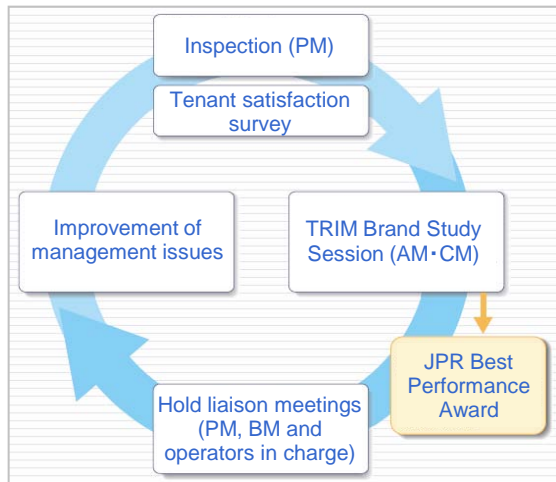 Inspection (PM)
Tenant satisfaction
survey
Improvement of
management issues
TRIM Brand Study
Session (AM・CM)
JPR Best
Performance
Award
Hold liaison meetings
(PM, BM and
operators in charge)